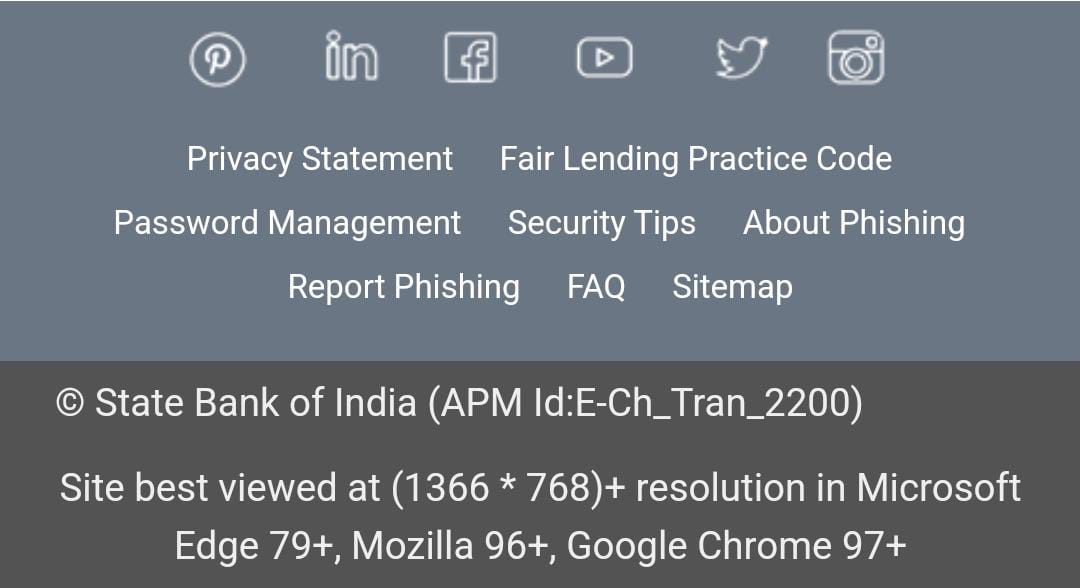 Privacy Statement Fair Lending Practice Code
Password Management Security Tips About Phishing
Report Phishing FAQ Sitemap
© State Bank of India (APM Id:E-Ch_Tran_2200)
Site best viewed at (1366 * 768)+ resolution in Microsoft
Edge 79+, Mozilla 96+, Google Chrome 97+